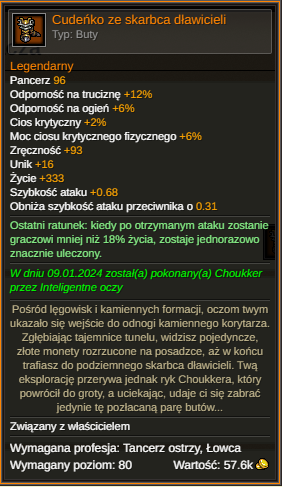 Cudeńko ze skarbca dławicieli
Typ: Buty
Legendarny
Pancerz 96
Odporność na truciznę +12%
Odporność na ogień +6%
Cios krytyczny +2%
Moc ciosu krytycznego fizycznego +6%
Zręczność +93
Unik +16
Życie +333
Szybkość ataku +0.68
Obniża szybkość ataku przeciwnika o 0.31
Ostatni ratunek: kiedy po otrzymanym ataku zostanie
graczowi mniej niż 18% życia, zostaje jednorazowo
znacznie uleczony.
W dniu 09.01.2024 został(a) pokonany(a) Choukker
przez Inteligentne oczy
Pośród lęgowisk i kamiennych formacji, oczom twym
ukazało się wejście do odnogi kamiennego korytarza.
Zgłębiając tajemnice tunelu, widzisz pojedyncze,
złote monety rozrzucone na posadzce, aż w końcu
trafiasz do podziemnego skarbca dławicieli. Twą
eksplorację przerywa jednak ryk Choukkera, który
powrócił do groty, a uciekając, udaje ci się zabrać
jedynie tę pozłacaną parę butów...
Związany z właścicielem
Wymagana profesja: Tancerz ostrzy, Łowca
Wymagany poziom: 80 Wartość: 57.6k